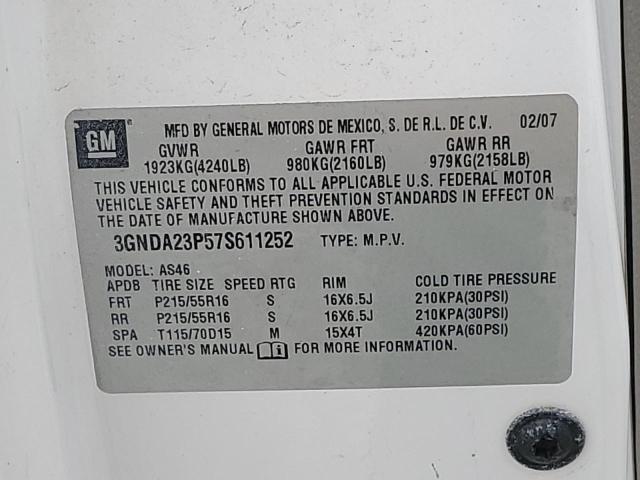 MFD BY GENERAL MOTORS DE MEXICO, S. DE R.L. DE C.V. 02/07
GM
GVWR GAWR FRT GAWR RR
1923KG(4240LB) 980KG(2160LB) 979KG(2158LB)
THIS VEHICLE CONFORMS TO ALL APPLICABLE U.S. FEDERAL MOTOR
VEHICLE SAFETY AND THEFT PREVENTION STANDARDS IN EFFECT ON
THE DATE OF MANUFACTURE SHOWN ABOVE.
3GNDA23P57S611252 TYPE: M.P.V.
MODEL: AS46
APDB TIRE SIZE SPEED RTG RIM COLD TIRE PRESSURE
FRT P215/55R16 S 16X6.5J 210KPA(30PSI)
RR P215/55R16 S 16X6.5J 210KPA(30PSI)
SPA T115/70D15 M 15X4T 420KPA(60PSI)
SEE OWNER'S MANUAL FOR MORE INFORMATION.